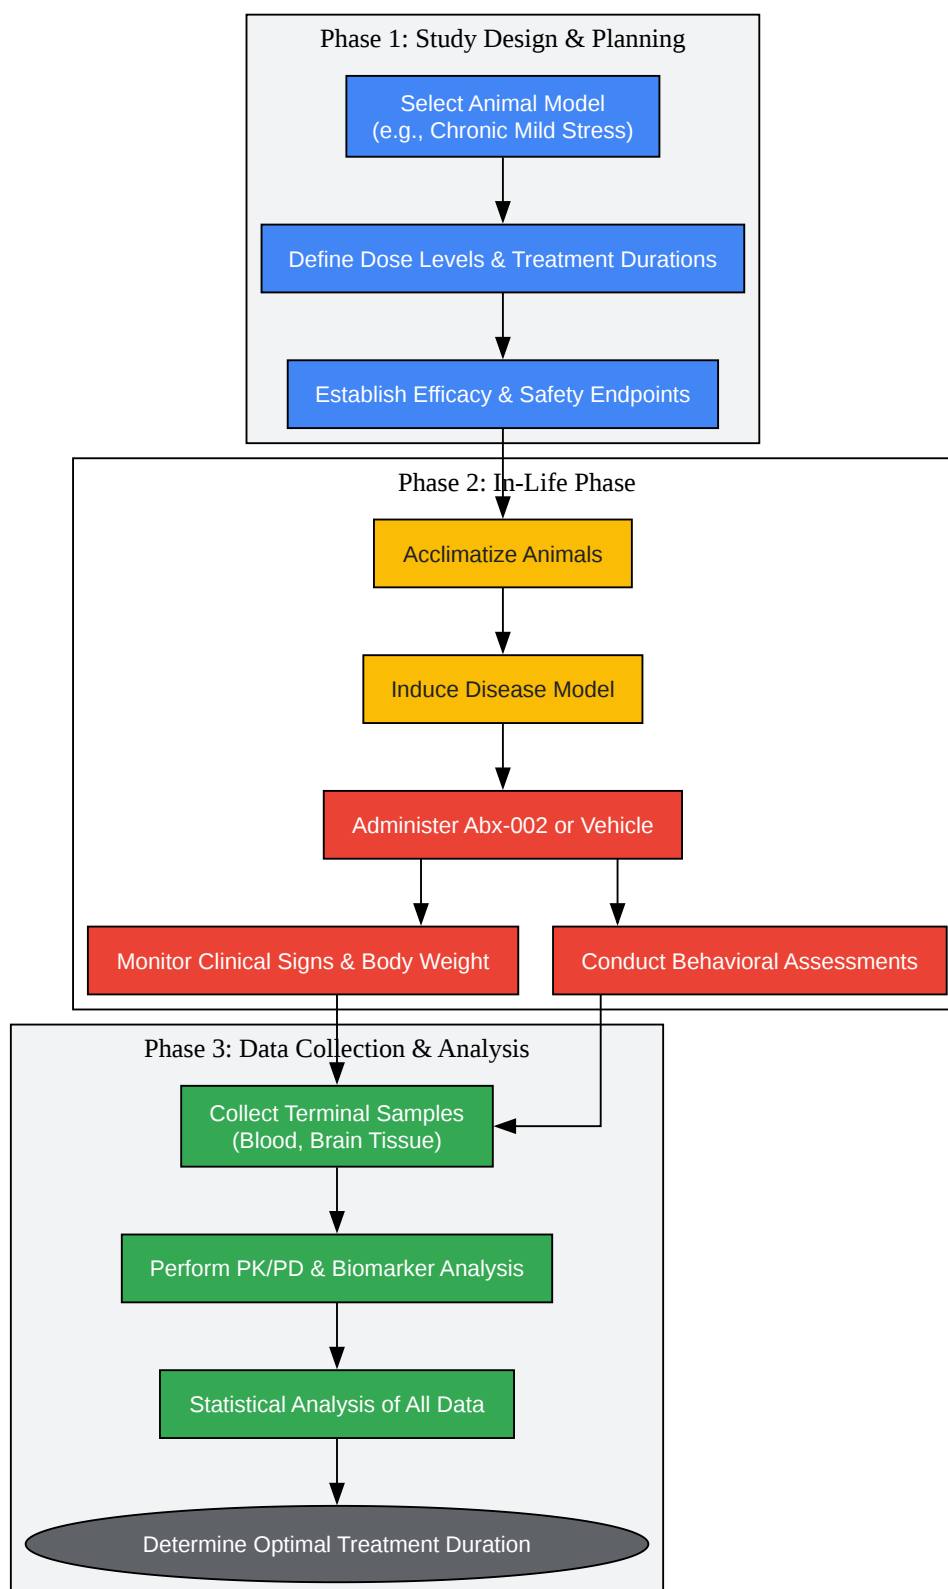 Phase 1: Study Design & Planning
Select Animal Model
(e.g., Chronic Mild Stress)
Define Dose Levels & Treatment Durations
Establish Efficacy & Safety Endpoints
Phase 2: In-Life Phase
Acclimatize Animals
Induce Disease Model
Administer Abx-002 or Vehicle
Monitor Clinical Signs & Body Weight
Conduct Behavioral Assessments
Phase 3: Data Collection & Analysis
Collect Terminal Samples
(Blood, Brain Tissue)
Perform PK/PD & Biomarker Analysis
Statistical Analysis of All Data
Determine Optimal Treatment Duration